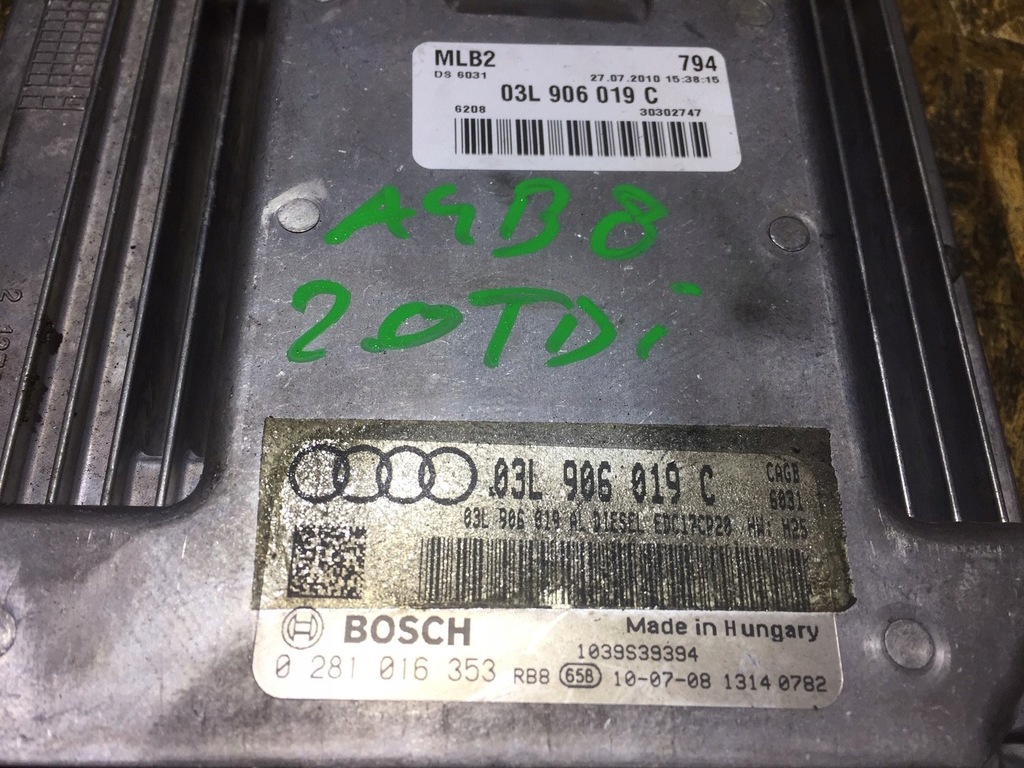 MLB2 794
DS 6031 27.07.2010 15:38:15
03L 906 019 C
6208 30302747
A4B8
20TDi
03L 906 019 C CAGB
6031
03L 906 019 AL DIESEL EDC17CP20 HW: H25
BOSCH Made in Hungary
1039S39394
0 281 016 353 RB8 658 10-07-08 1314 0782